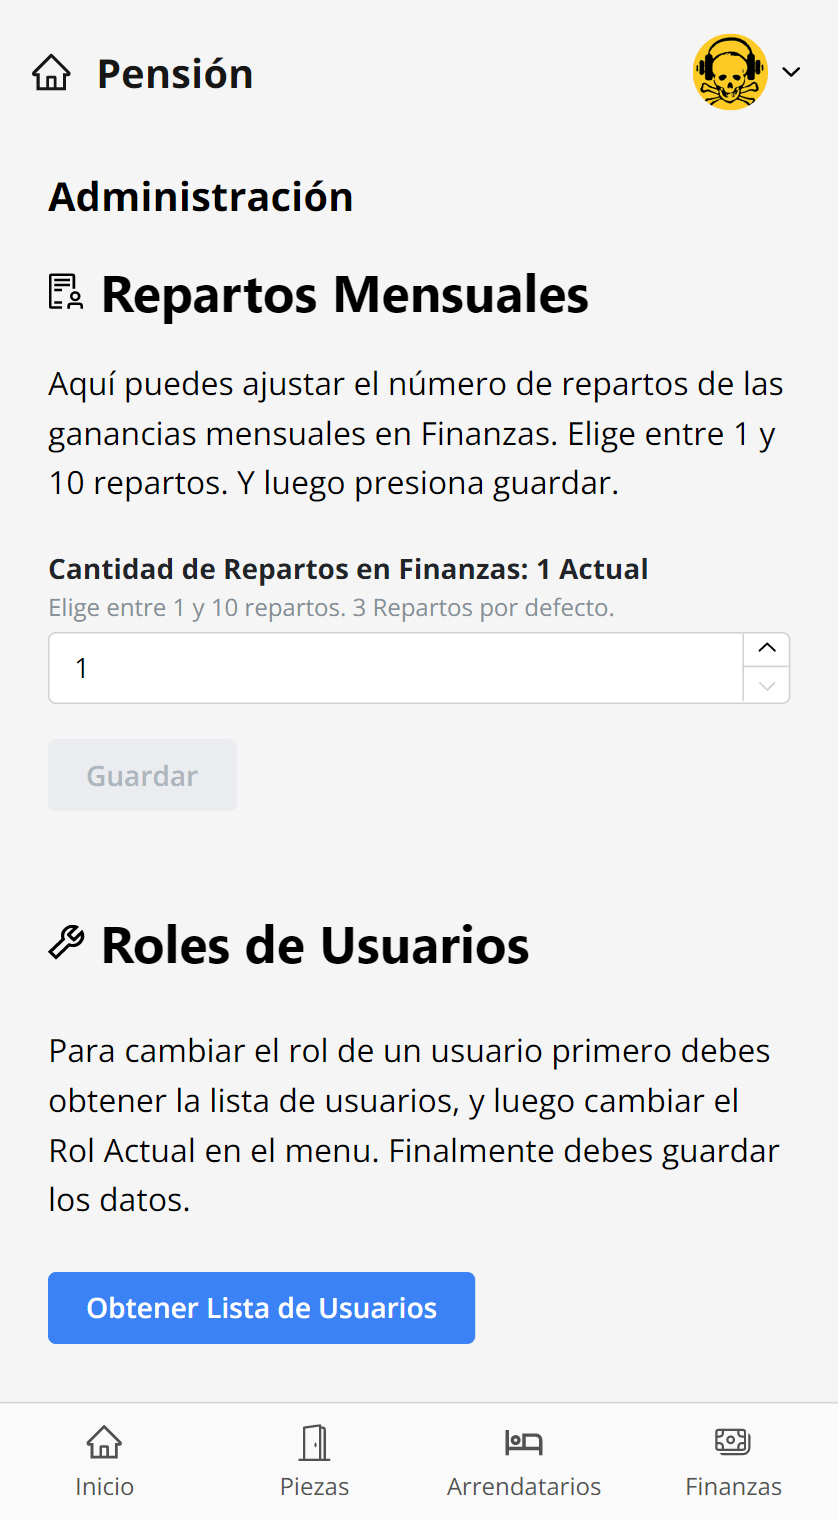 Pensión
Administración
Repartos Mensuales
Aquí puedes ajustar el número de repartos de las
ganancias mensuales en Finanzas. Elige entre 1 y
10 repartos. Y luego presiona guardar.
Cantidad de Repartos en Finanzas: 1 Actual
Elige entre 1 y 10 repartos. 3 Repartos por defecto.
1
Guardar
Roles de Usuarios
Para cambiar el rol de un usuario primero debes
obtener la lista de usuarios, y luego cambiar el
Rol Actual en el menu. Finalmente debes guardar
los datos.
Obtener Lista de Usuarios
Inicio
Piezas
Arrendatarios
Finanzas